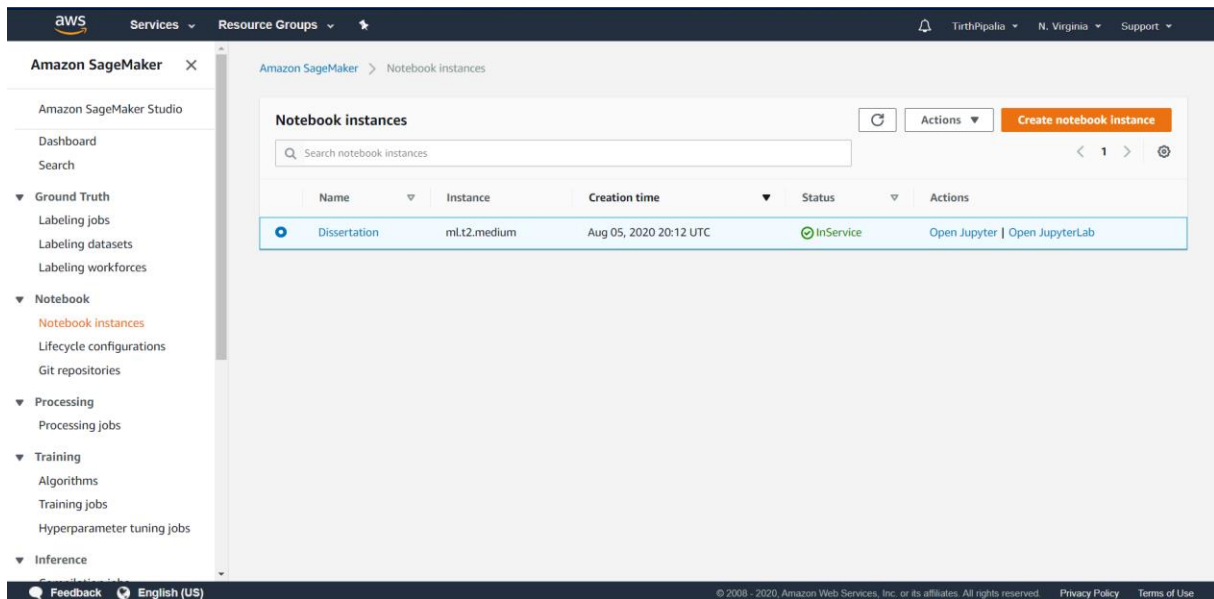 aws Services Resource Groups TirthPipalia N. Virginia Support
Amazon SageMaker
Amazon SageMaker Studio
Dashboard
Search
Ground Truth
Labeling jobs
Labeling datasets
Labeling workforces
Notebook
Notebook instances
Lifecycle configurations
Git repositories
Processing
Processing jobs
Training
Algorithms
Training jobs
Hyperparameter tuning jobs
Inference
Amazon SageMaker > Notebook instances
Notebook instances Actions Create notebook instance
Search notebook instances < 1 >
Name Instance Creation time Status Actions
Dissertation ml.t2.medium Aug 05, 2020 20:12 UTC InService Open Jupyter | Open JupyterLab
Feedback English (US) © 2008 - 2020, Amazon Web Services, Inc. or its affiliates. All rights reserved. Privacy Policy Terms of Use